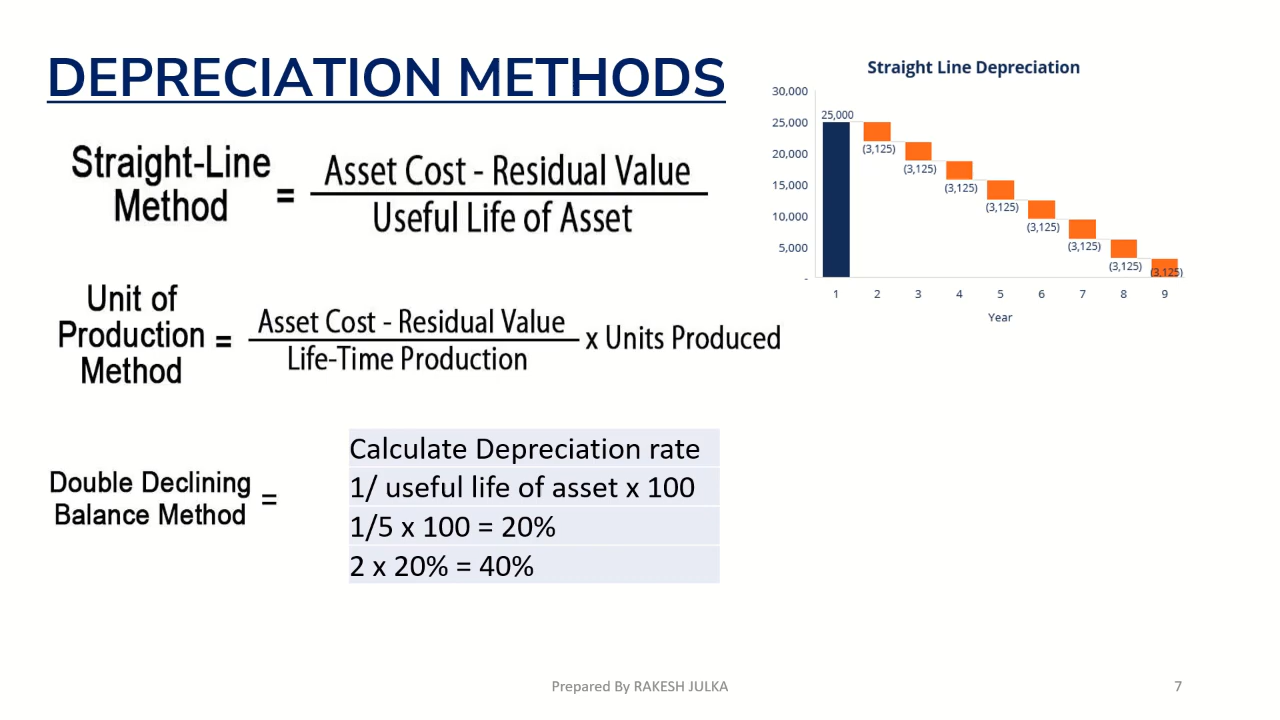 DEPRECIATION METHODS
Straight-Line
Method
=
Asset Cost - Residual Value
Useful Life of Asset
Unit of
Production
Method
=
Asset Cost - Residual Value
Life-Time Production
x Units Produced
Double Declining
Balance Method
=
Calculate Depreciation rate
1/ useful life of asset x 100
1/5 x 100 = 20%
2 x 20% = 40%
Straight Line Depreciation
30,000
25,000
20,000
15,000
10,000
5,000
-
25,000
(3,125)
(3,125)
(3,125)
(3,125)
(3,125)
(3,125)
(3,125)
(3,125)
1 2 3 4 5 6 7 8 9
Year
Prepared By RAKESH JULKA
7